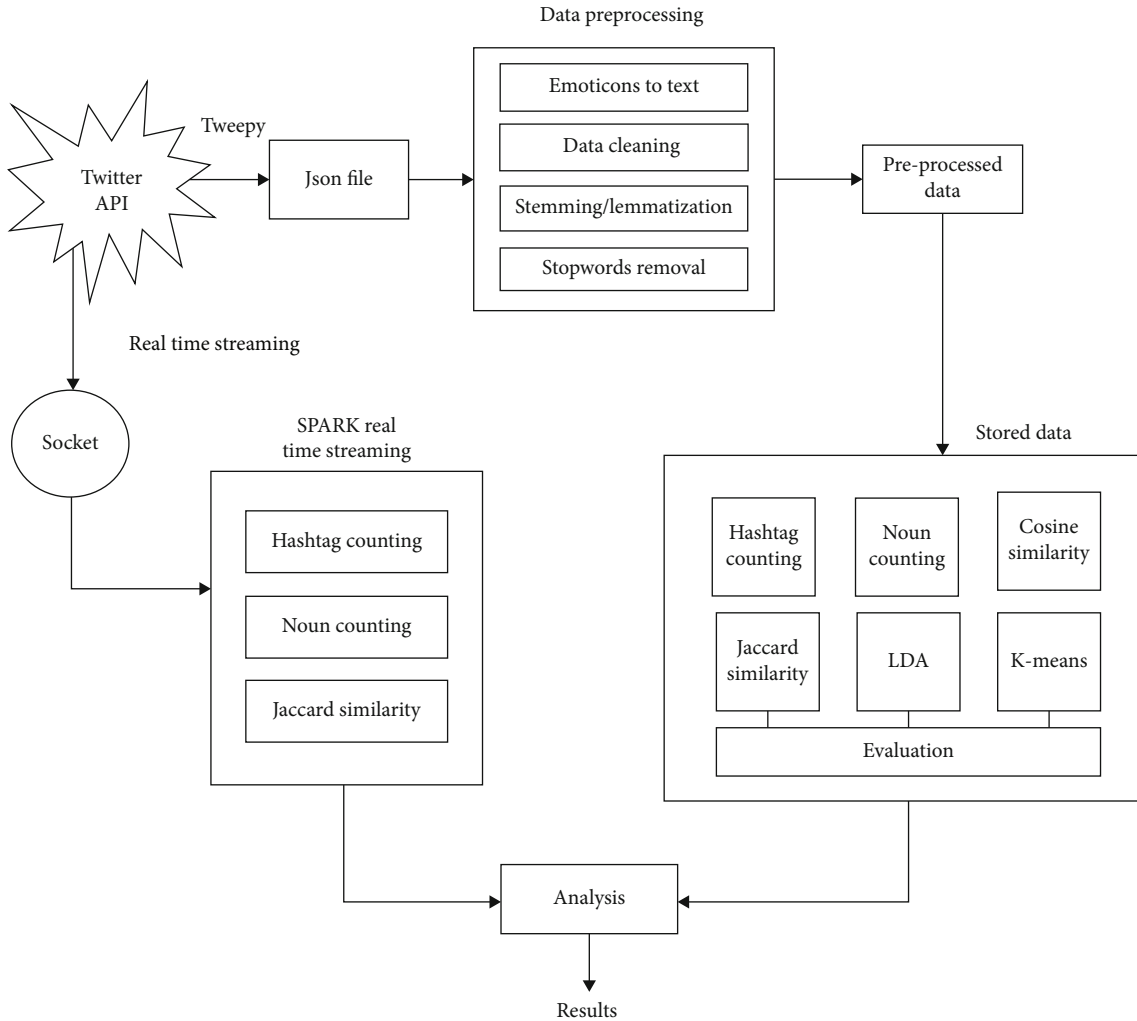 Data preprocessing
Emoticons to text
Data cleaning
Stemming/lemmatization
Stopwords removal
Tweepy
Twitter
API
Json file
Pre-processed
data
Real time streaming
Socket
SPARK real
time streaming
Hashtag counting
Noun counting
Jaccard similarity
Stored data
Hashtag
counting
Noun
counting
Cosine
similarity
Jaccard
similarity
LDA
K-means
Evaluation
Analysis
Results